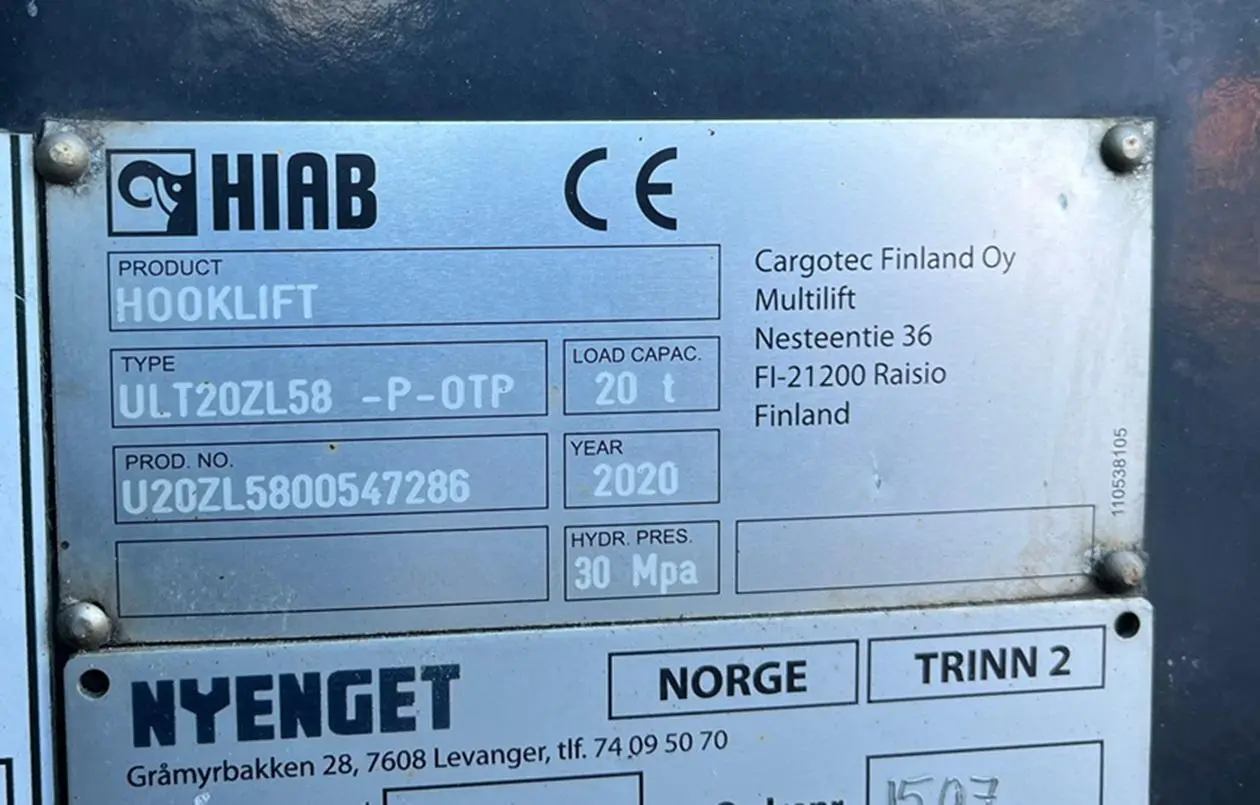 HIAB CE
PRODUCT
HOOKLIFT
TYPE
ULT20ZL58 -P-OTP
LOAD CAPAC.
20 t
PROD. NO.
U20ZL5800547286
YEAR
2020
HYDR. PRES.
30 Mpa
Cargotec Finland Oy
Multilift
Nesteentie 36
FI-21200 Raisio
Finland
110538105
NYENGET
NORGE
TRINN 2
Gråmyrbakken 28, 7608 Levanger, tlf. 74 09 50 70
1507